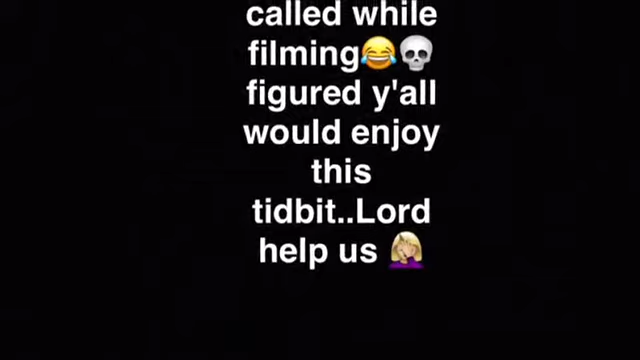 called while
filming😂💀
figured y'all
would enjoy
this
tidbit..Lord
help us 🤦🏼‍♀️